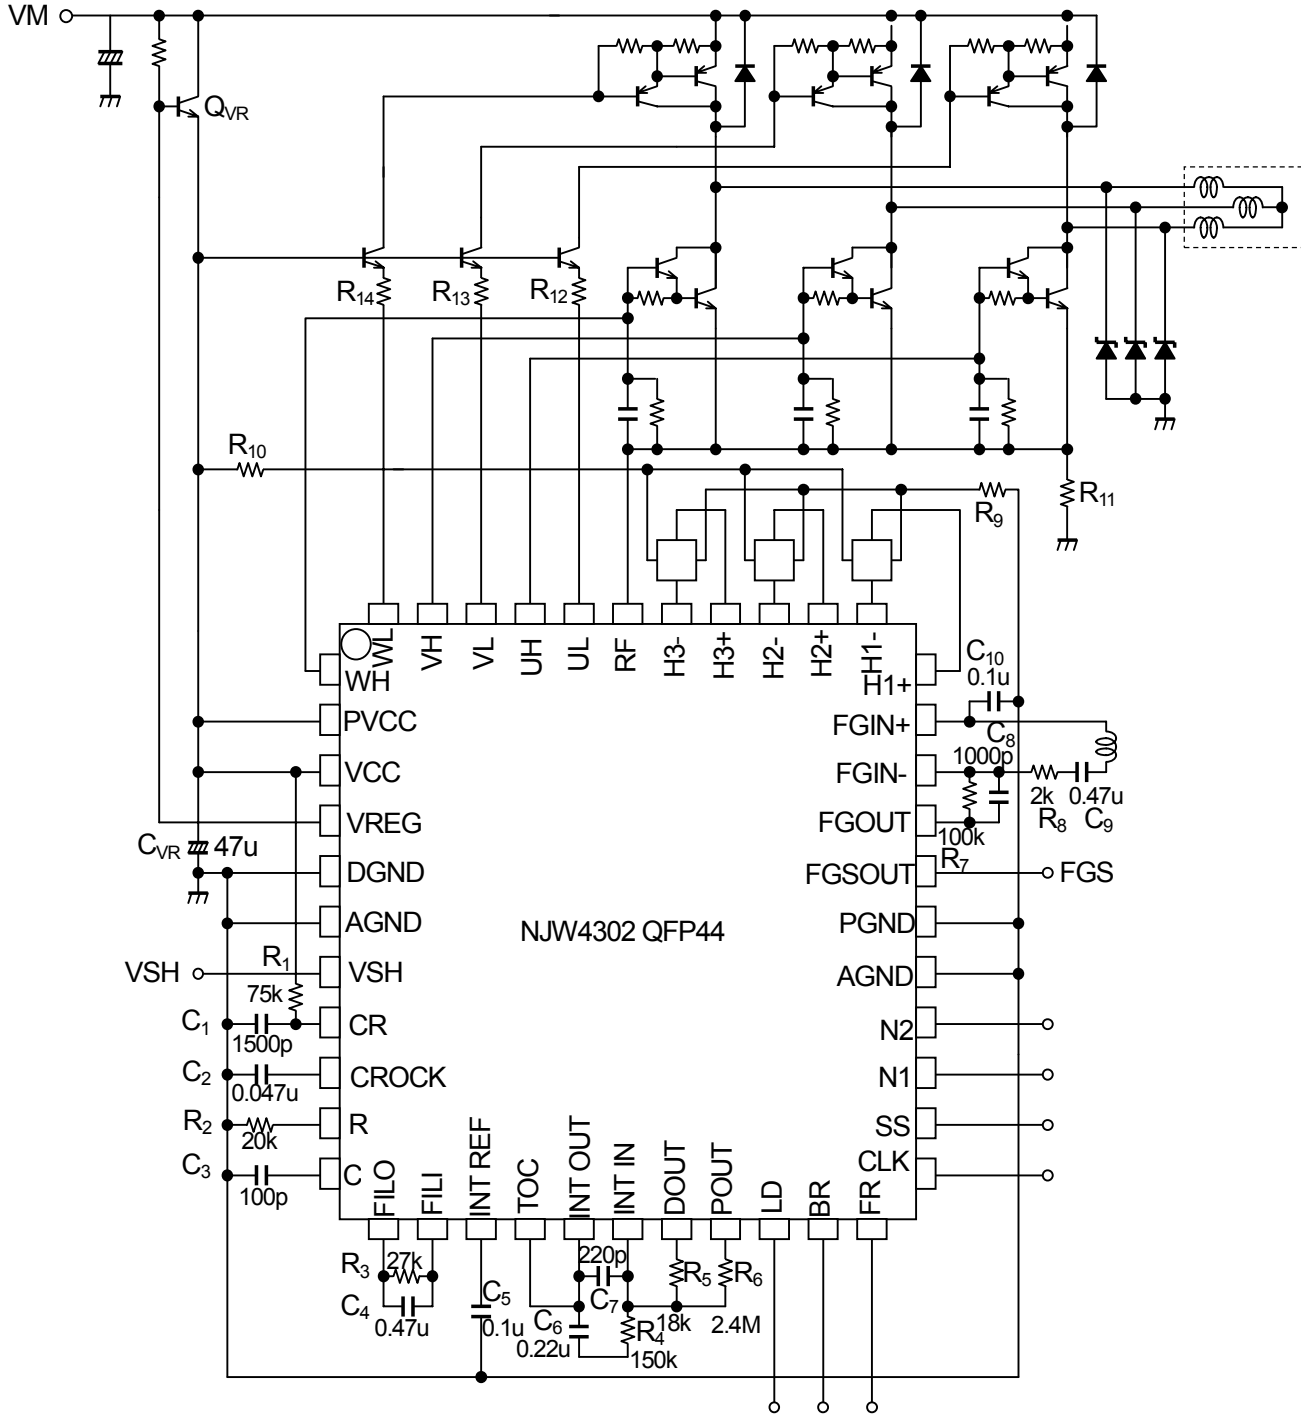 VM
QVR
R14
R13
R12
R10
R9
R11
WL
VH
VL
UH
UL
RF
H3-
H3+
H2-
H2+
H1-
WH
H1+
C10
0.1u
PVCC
FGIN+
VCC
FGIN-
C8
1000p
2k
0.47u
R8
C9
VREG
FGOUT
100k
R7
CVR
47u
DGND
FGSOUT
FGS
AGND
NJW4302 QFP44
PGND
VSH
VSH
AGND
R1
75k
C1
1500p
CR
N2
C2
0.047u
CROCK
N1
R2
20k
R
SS
C3
100p
C
CLK
FILO
FILI
INT REF
TOC
INT OUT
INT IN
DOUT
POUT
LD
BR
FR
R3
27k
C4
0.47u
C5
0.1u
220p
C7
C6
0.22u
R4
150k
R5
18k
R6
2.4M